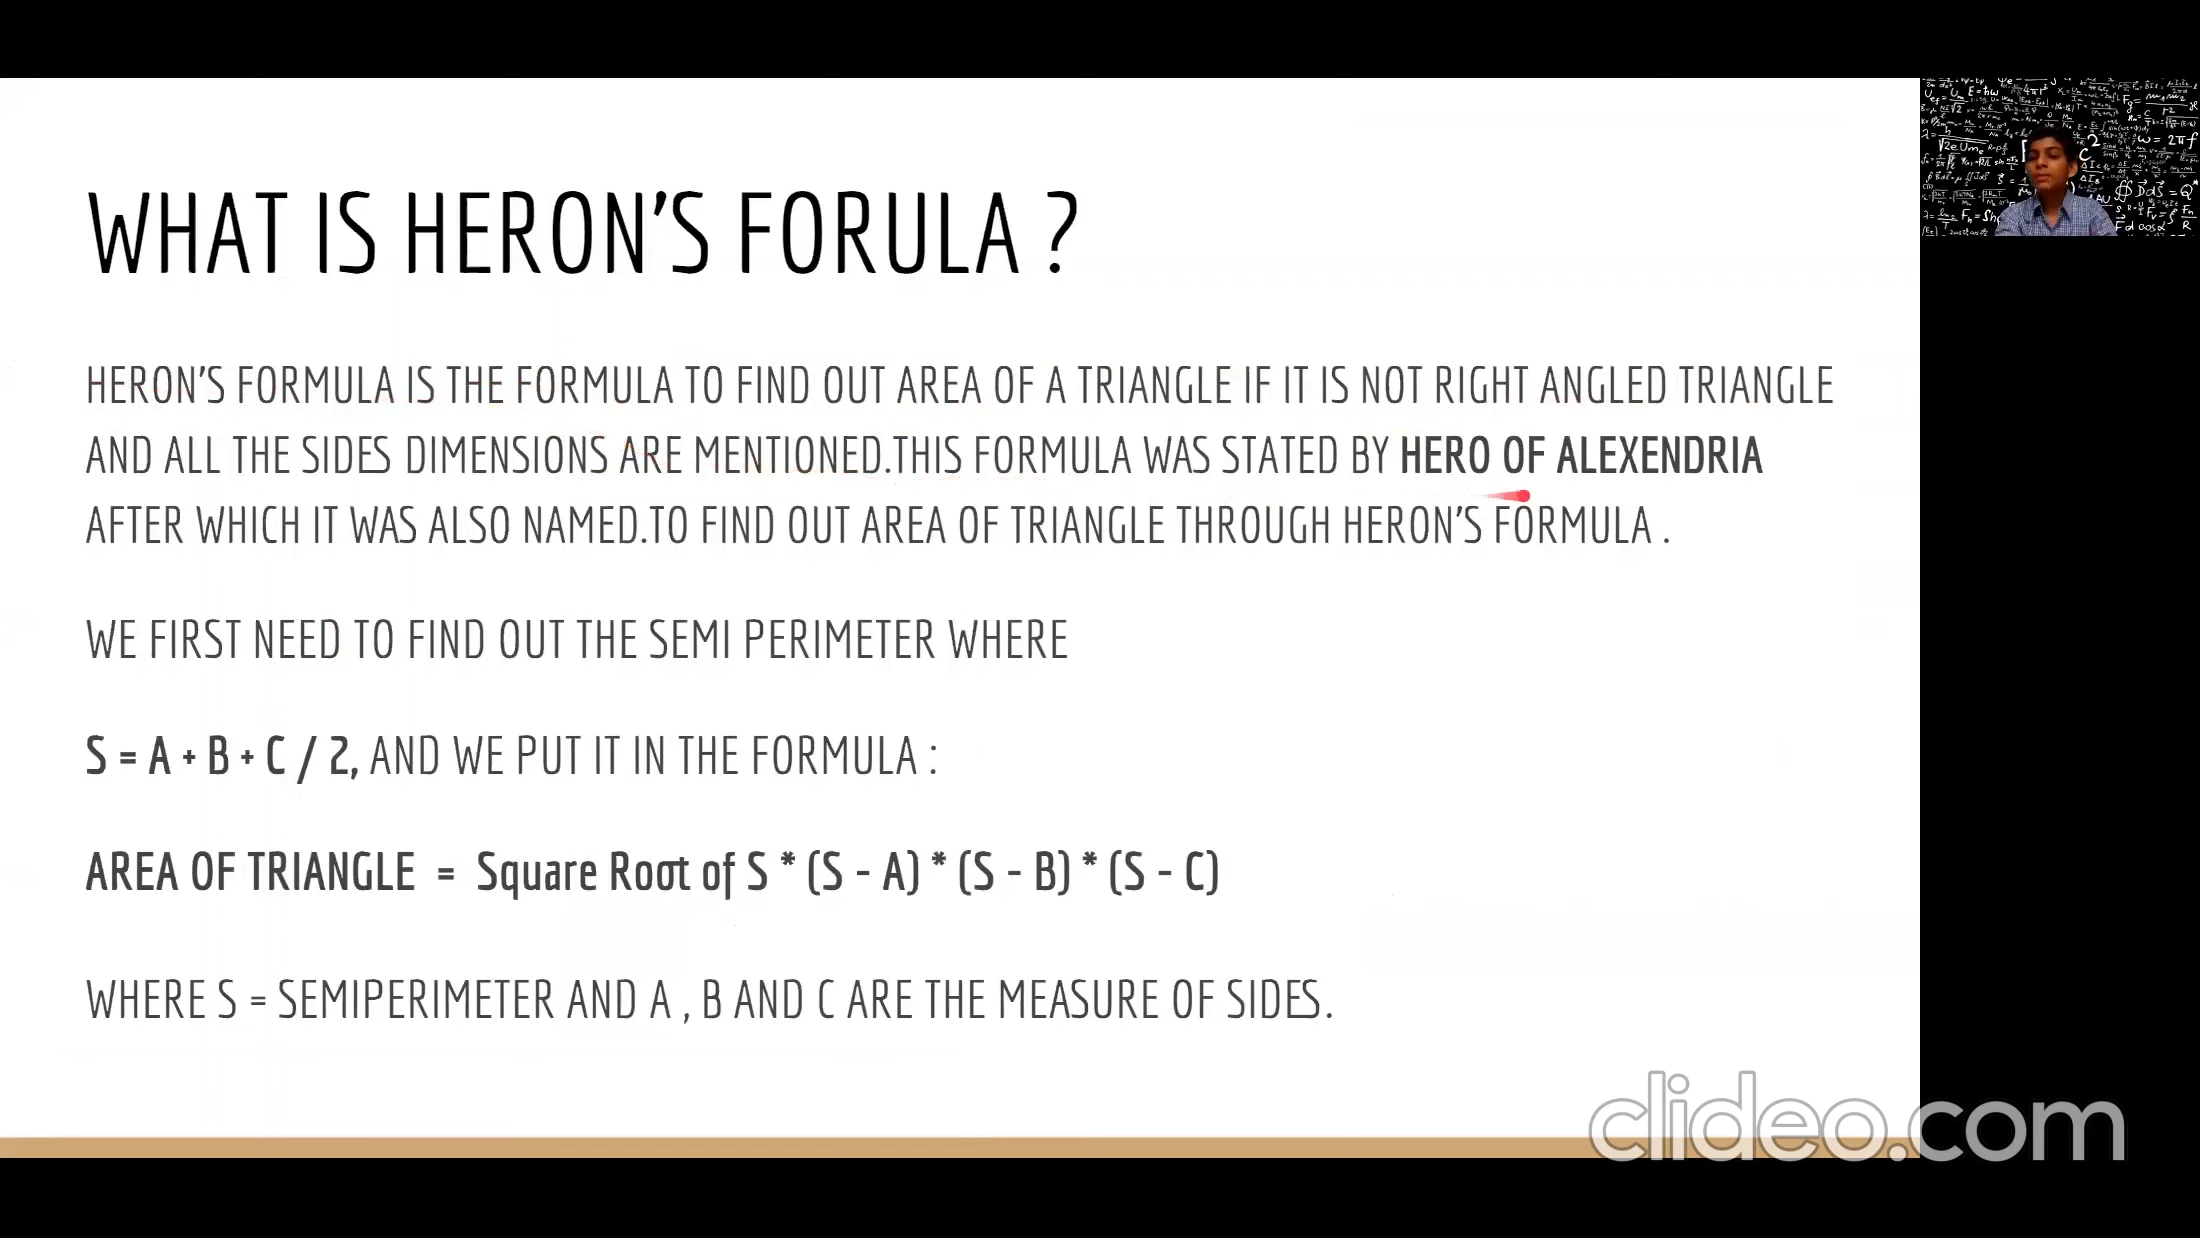 WHAT IS HERON'S FORULA ?
HERON'S FORMULA IS THE FORMULA TO FIND OUT AREA OF A TRIANGLE IF IT IS NOT RIGHT ANGLED TRIANGLE
AND ALL THE SIDES DIMENSIONS ARE MENTIONED.THIS FORMULA WAS STATED BY HERO OF ALEXENDRIA
AFTER WHICH IT WAS ALSO NAMED.TO FIND OUT AREA OF TRIANGLE THROUGH HERON'S FORMULA .
WE FIRST NEED TO FIND OUT THE SEMI PERIMETER WHERE
S = A + B + C / 2, AND WE PUT IT IN THE FORMULA :
AREA OF TRIANGLE = Square Root of S * (S - A) * (S - B) * (S - C)
WHERE S = SEMIPERIMETER AND A , B AND C ARE THE MEASURE OF SIDES.
clideo.com